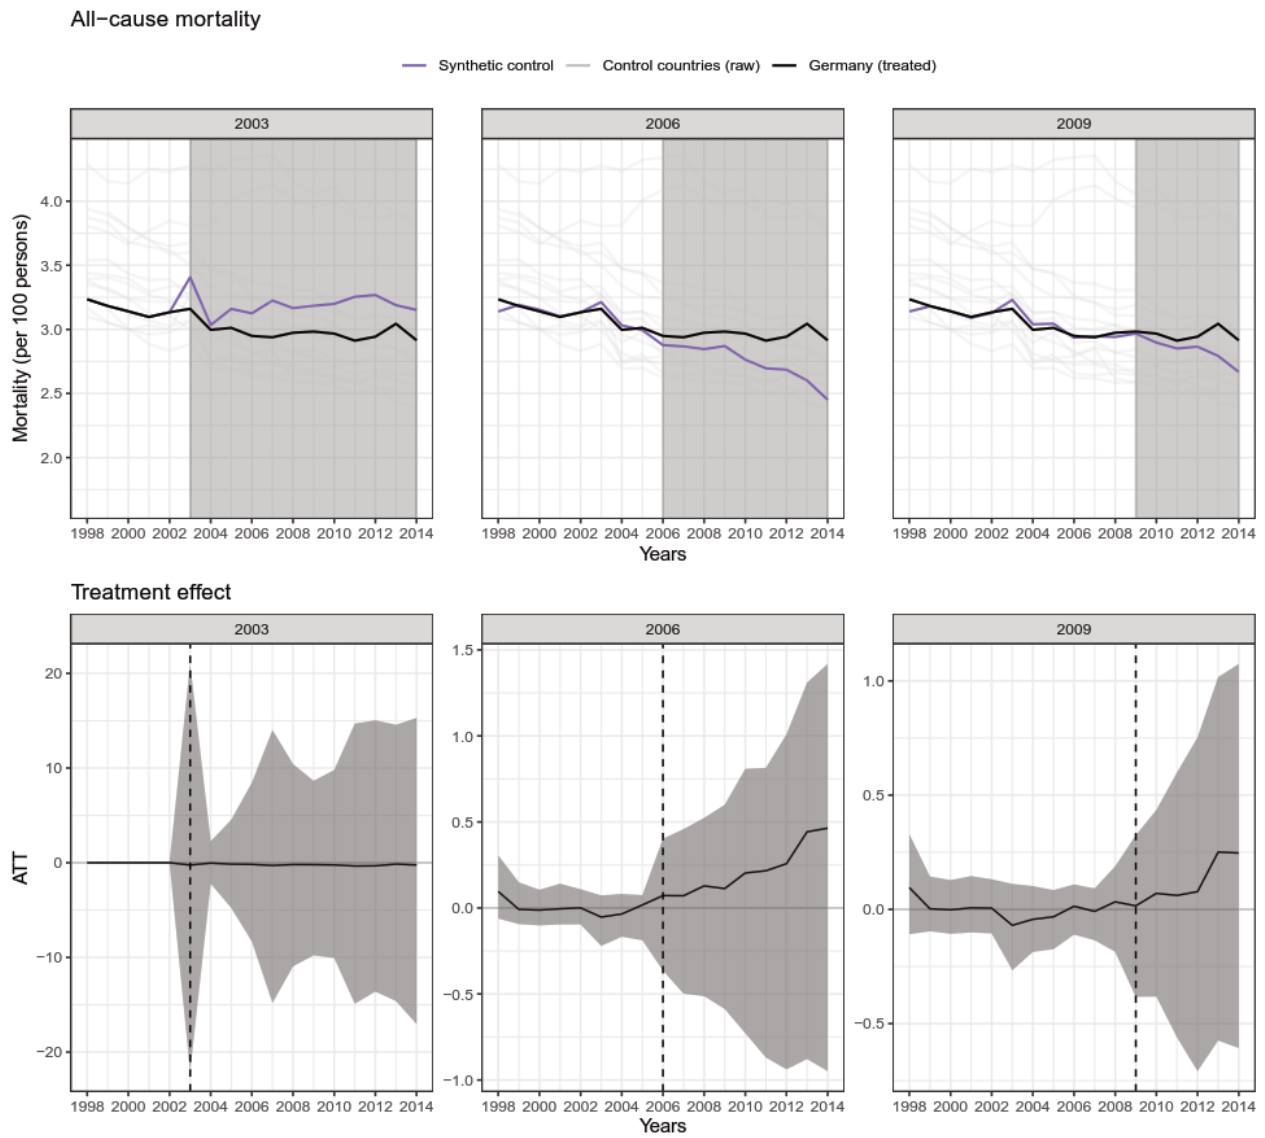 All−cause mortality
Synthetic control Control countries (raw) Germany (treated)
2003 2006 2009
Mortality (per 100 persons)
4.0
3.5
3.0
2.5
2.0
1998 2000 2002 2004 2006 2008 2010 2012 2014 1998 2000 2002 2004 2006 2008 2010 2012 2014 1998 2000 2002 2004 2006 2008 2010 2012 2014
Years
Treatment effect
2003 2006 2009
ATT
20
10
0
−10
−20
1.5
1.0
0.5
0.0
−0.5
−1.0
1.0
0.5
0.0
−0.5
1998 2000 2002 2004 2006 2008 2010 2012 2014 1998 2000 2002 2004 2006 2008 2010 2012 2014 1998 2000 2002 2004 2006 2008 2010 2012 2014
Years